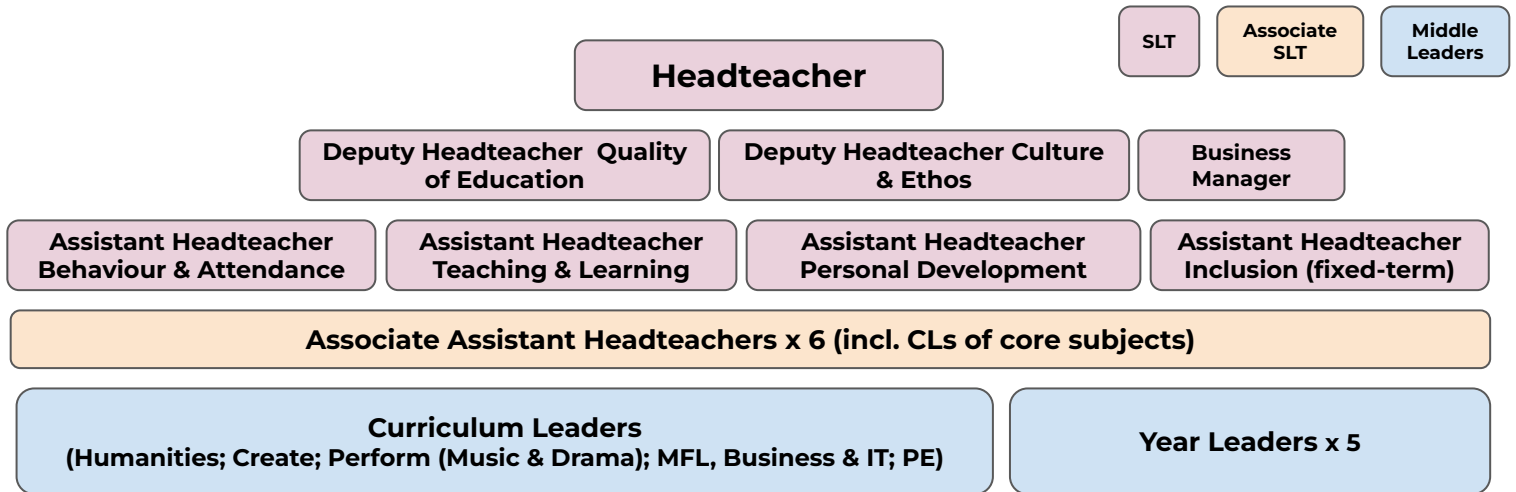 SLT
Associate
SLT
Middle
Leaders
Headteacher
Deputy Headteacher  Quality
of Education
Deputy Headteacher Culture
& Ethos
Business
Manager
Assistant Headteacher
Behaviour & Attendance
Assistant Headteacher
Teaching & Learning
Assistant Headteacher
Personal Development
Assistant Headteacher
Inclusion (fixed-term)
Associate Assistant Headteachers x 6 (incl. CLs of core subjects)
Curriculum Leaders
(Humanities; Create; Perform (Music & Drama); MFL, Business & IT; PE)
Year Leaders x 5